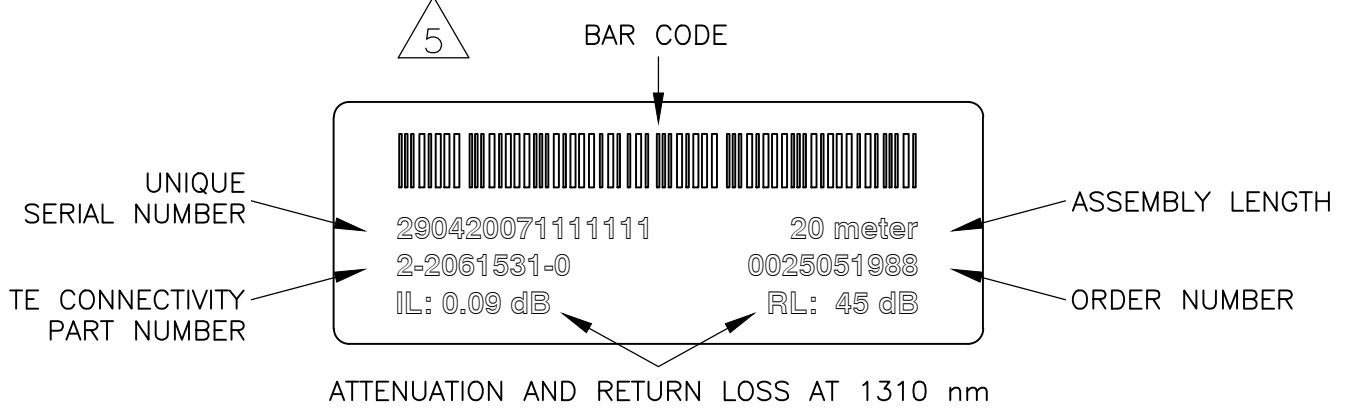 5
BAR CODE
UNIQUE
SERIAL NUMBER
290420071111111
20 meter
ASSEMBLY LENGTH
2-2061531-0
0025051988
TE CONNECTIVITY
PART NUMBER
IL: 0.09 dB
RL: 45 dB
ORDER NUMBER
ATTENUATION AND RETURN LOSS AT 1310 nm